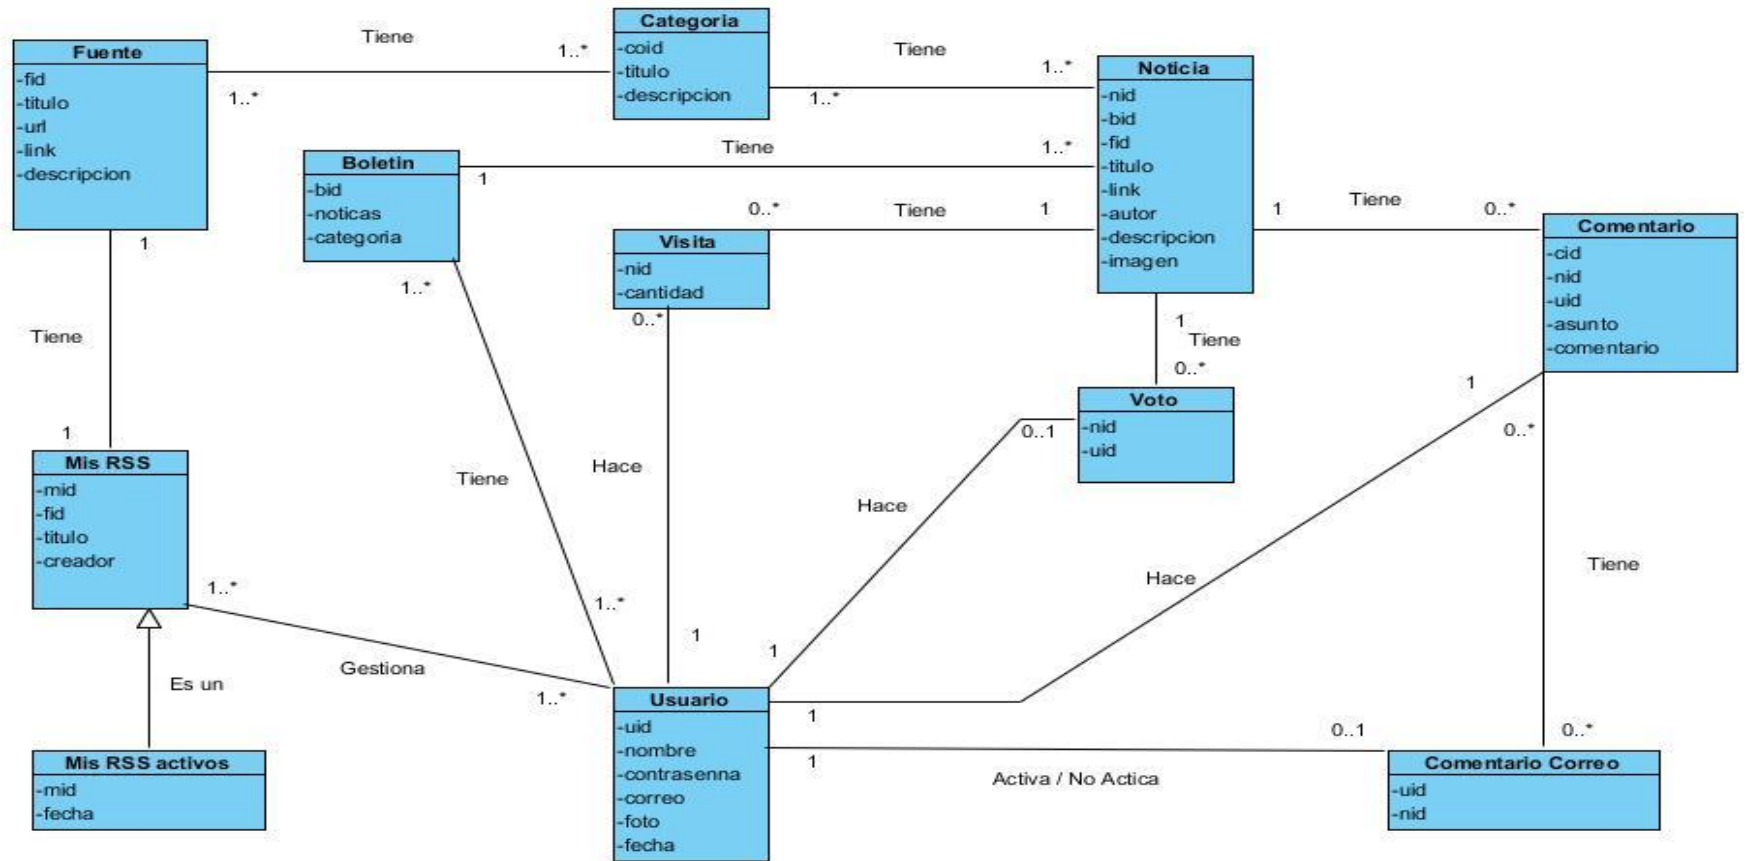 Categoria
-coid
-titulo
-descripcion
Tiene
1..*
1..*
Fuente
-fid
-titulo
-url
-link
-descripcion
Tiene
1..*
1..*
Noticia
-nid
-bid
-fid
-titulo
-link
-autor
-descripcion
-imagen
Boletin
-bid
-noticas
-categoria
Tiene
1
1..*
1..*
Visita
-nid
-cantidad
0..*
Tiene
1
0..*
1
Tiene
0..*
Comentario
-cid
-nid
-uid
-asunto
-comentario
1
Tiene
1
1
Tiene
0..*
Voto
-nid
-uid
0..1
1
0..*
Mis RSS
-mid
-fid
-titulo
-creador
1..*
Tiene
Hace
Hace
Hace
Tiene
1..*
1
1
Gestiona
1..*
Es un
Mis RSS activos
-mid
-fecha
Usuario
-uid
-nombre
-contrasenna
-correo
-foto
-fecha
1
1
Activa / No Actica
0..1
0..*
Comentario Correo
-uid
-nid